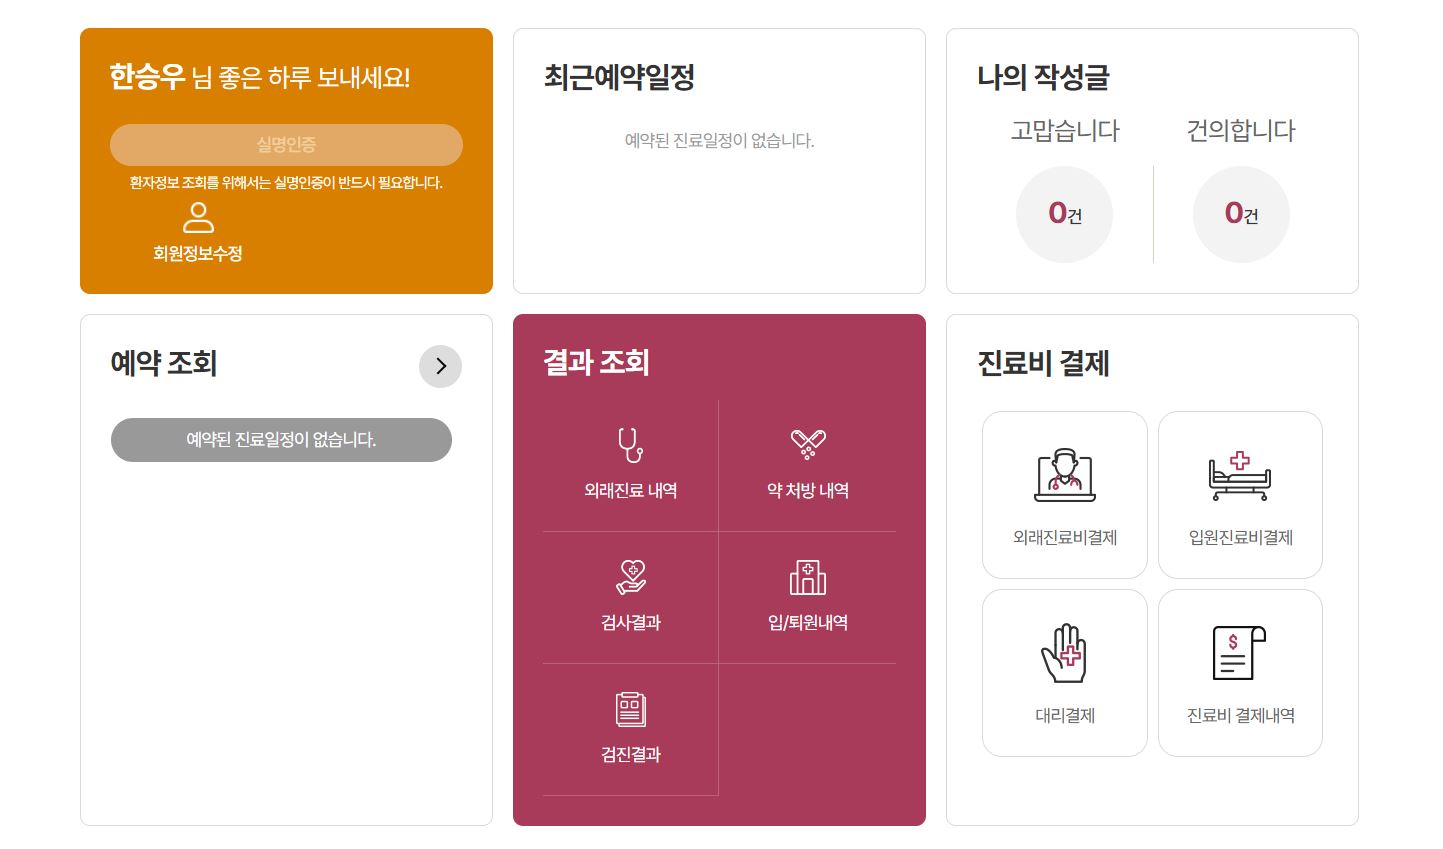 한승우 님 좋은 하루 보내세요!
실명인증
환자정보 조회를 위해서는 실명인증이 반드시 필요합니다.
회원정보수정
최근예약일정
예약된 진료일정이 없습니다.
나의 작성글
고맙습니다 건의합니다
0건 0건
예약 조회
예약된 진료일정이 없습니다.
결과 조회
외래진료 내역 약 처방 내역
검사결과 입/퇴원내역
검진결과
진료비 결제
외래진료비결제 입원진료비결제
$
대리결제 진료비 결제내역